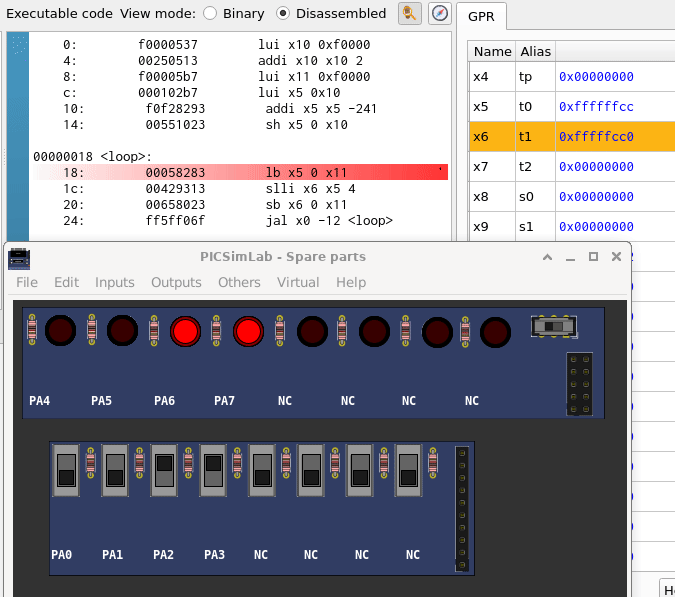 Executable code View mode: Binary Disassembled
GPR
Name Alias
0: f0000537 lui x10 0xf0000
4: 00250513 addi x10 x10 2
8: f00005b7 lui x11 0xf0000
c: 000102b7 lui x5 0x10
10: f0f28293 addi x5 x5 -241
14: 00551023 sh x5 0 x10
00000018 <loop>:
18: 00058283 lb x5 0 x11
1c: 00429313 slli x6 x5 4
20: 00658023 sb x6 0 x11
24: ff5ff06f jal x0 -12 <loop>
x4 tp 0x00000000
x5 t0 0xffffffcc
x6 t1 0xfffffcc0
x7 t2 0x00000000
x8 s0 0x00000000
x9 s1 0x00000000
PICSimLab - Spare parts
File Edit Inputs Outputs Others Virtual Help
PA4 PA5 PA6 PA7 NC NC NC NC
PA0 PA1 PA2 PA3 NC NC NC NC